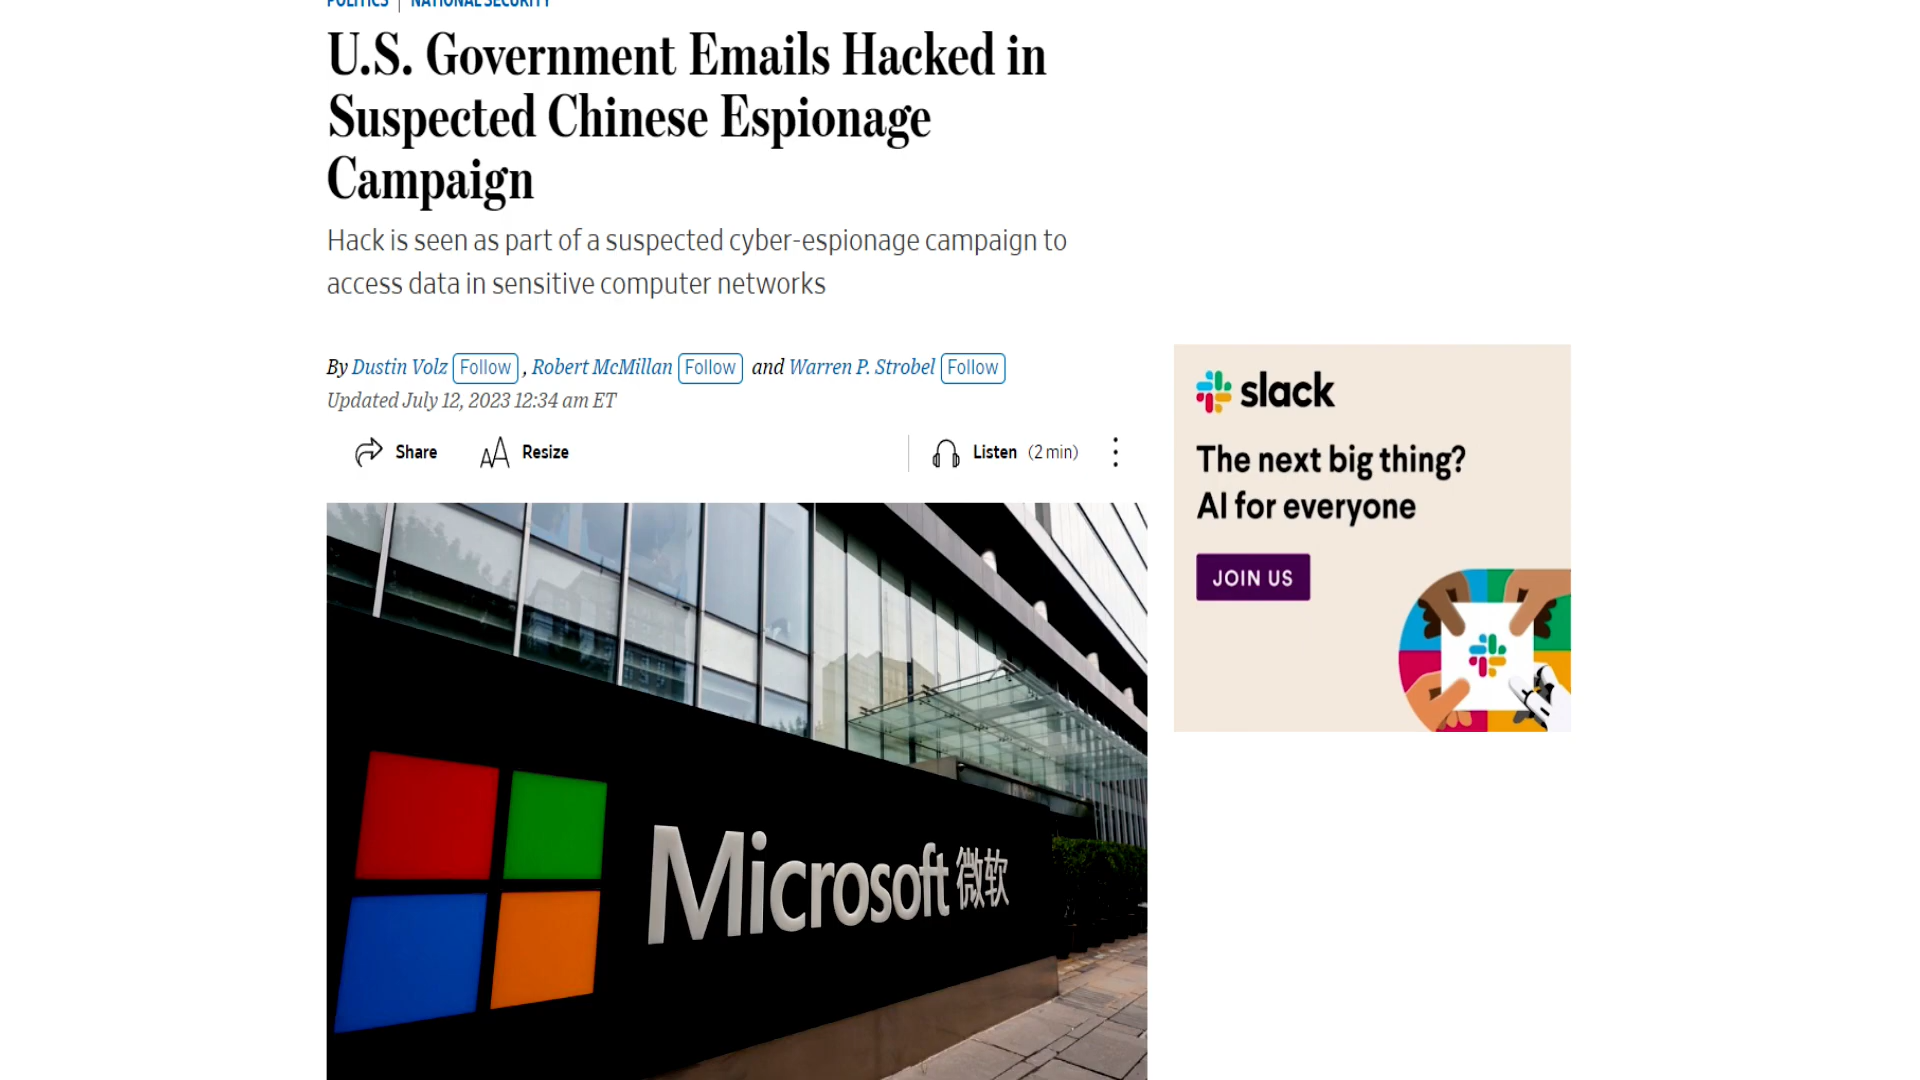 POLITICS | NATIONAL SECURITY
U.S. Government Emails Hacked in
Suspected Chinese Espionage
Campaign
Hack is seen as part of a suspected cyber-espionage campaign to
access data in sensitive computer networks
By Dustin Volz Follow , Robert McMillan Follow and Warren P. Strobel Follow
Updated July 12, 2023 12:34 am ET
Share Resize Listen (2 min)
slack
The next big thing?
AI for everyone
JOIN US
Microsoft 微软